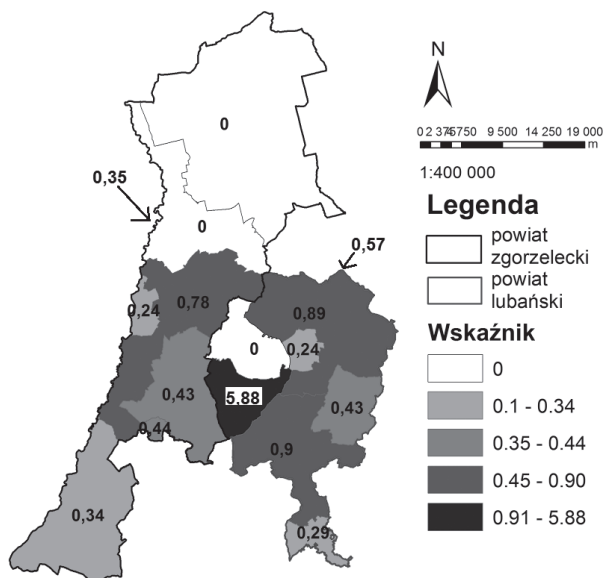 N
0 2 375 4 750 9 500 14 250 19 000
m
1:400 000
Legenda
powiat
zgorzelecki
powiat
lubański
Wskaźnik
0
0.1 - 0.34
0.35 - 0.44
0.45 - 0.90
0.91 - 5.88
0
0,35
0
0,57
0,24
0,78
0,89
0
0,24
0,43
5,88
0,43
0,44
0,9
0,34
0,29